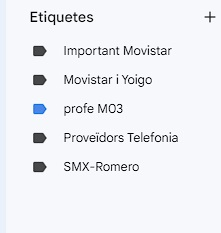 Etiquetes
Important Movistar
Movistar i Yoigo
profe M03
Proveïdors Telefonia
SMX-Romero